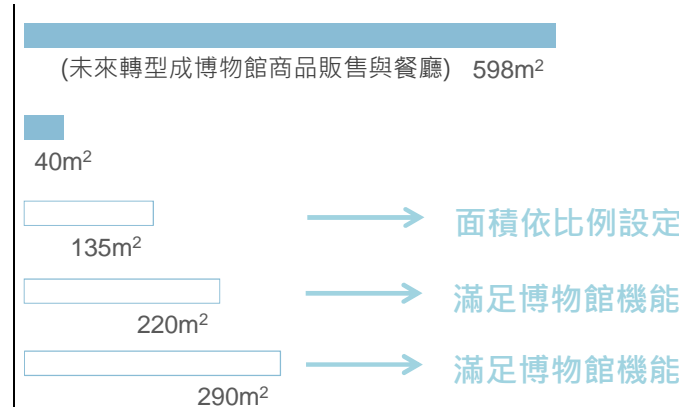 (未來轉型成博物館商品販售與餐廳) 598m²
40m²
135m²
面積依比例設定
220m²
滿足博物館機能
290m²
滿足博物館機能